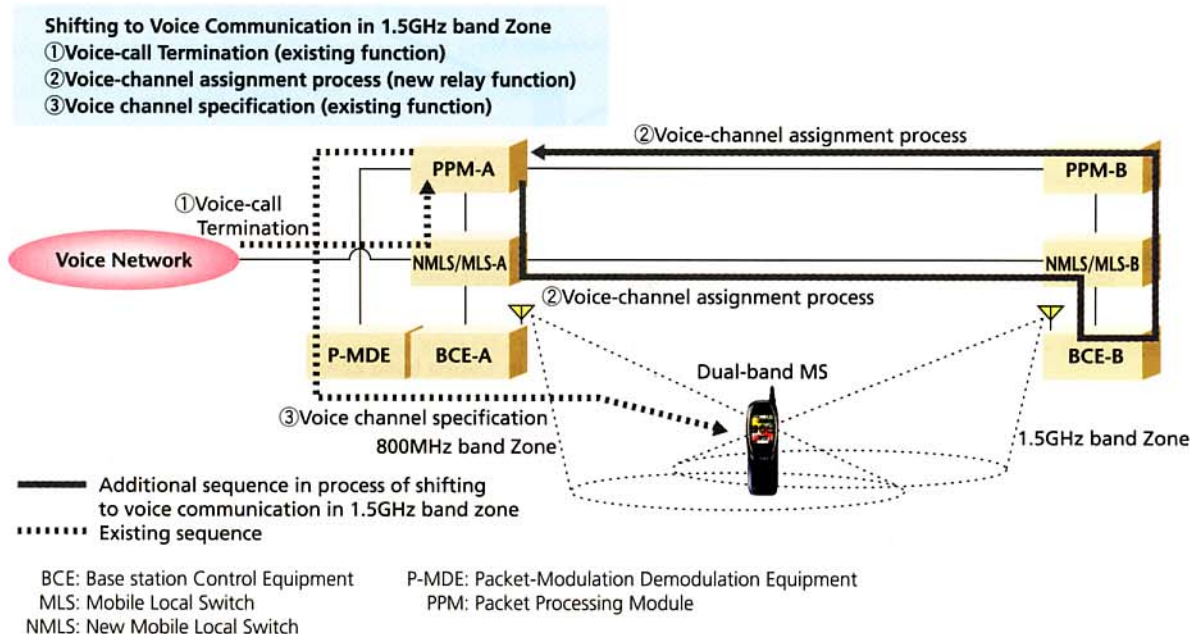 Shifting to Voice Communication in 1.5GHz band Zone
①Voice-call Termination (existing function)
②Voice-channel assignment process (new relay function)
③Voice channel specification (existing function)
②Voice-channel assignment process
PPM-A
PPM-B
①Voice-call
Termination
Voice Network
NMLS/MLS-A
NMLS/MLS-B
②Voice-channel assignment process
P-MDE
BCE-A
BCE-B
Dual-band MS
③Voice channel specification
800MHz band Zone
1.5GHz band Zone
Additional sequence in process of shifting
to voice communication in 1.5GHz band zone
Existing sequence
BCE: Base station Control Equipment
MLS: Mobile Local Switch
NMLS: New Mobile Local Switch
P-MDE: Packet-Modulation Demodulation Equipment
PPM: Packet Processing Module